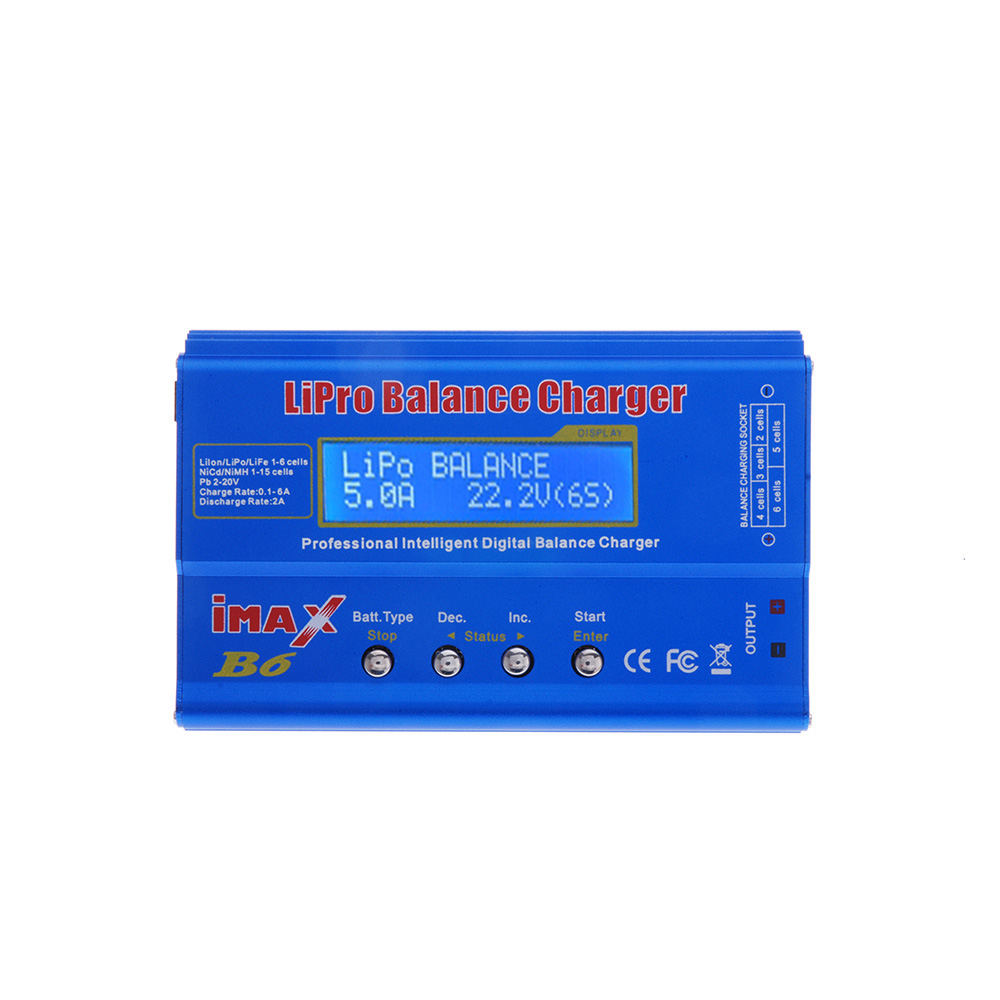 LiPro Balance Charger
DISPLAY
LiIon/LiPo/LiFe 1-6 cells
NiCd/NiMH 1-15 cells
Pb 2-20V
Charge Rate:0.1-6A
Discharge Rate:2A
LiPo BALANCE
5.0A 22.2V(6S)
Professional Intelligent Digital Balance Charger
BALANCE CHARGING SOCKET
4 cells 3 cells 2 cells
6 cells 5 cells
iMAX
B6
Batt.Type Dec. Inc. Start
Stop ◄ Status ► Enter
CE FC
OUTPUT
+
-